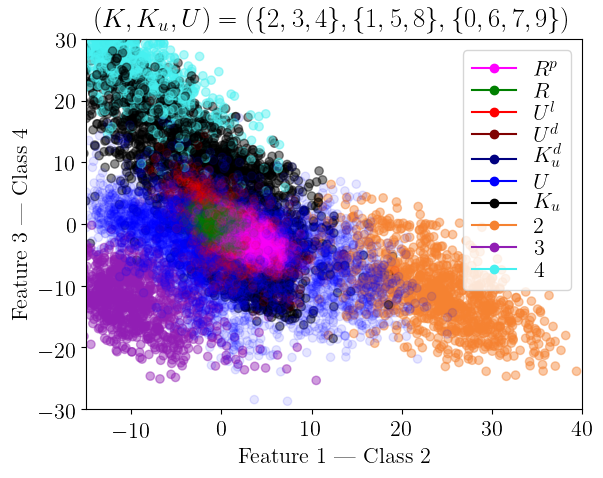 (K, K_u, U) = ({2, 3, 4}, {1, 5, 8}, {0, 6, 7, 9})
30
20
10
0
−10
−20
−30
Feature 3 — Class 4
R^p
R
U^l
U^d
K_u^d
U
K_u
2
3
4
−10
0
10
20
30
40
Feature 1 — Class 2